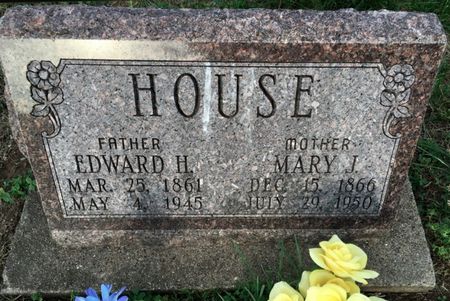 HOUSE
FATHER MOTHER
EDWARD H. MARY J.
MAR. 25, 1861 DEC. 15, 1866
MAY 4, 1945 JULY 29, 1950